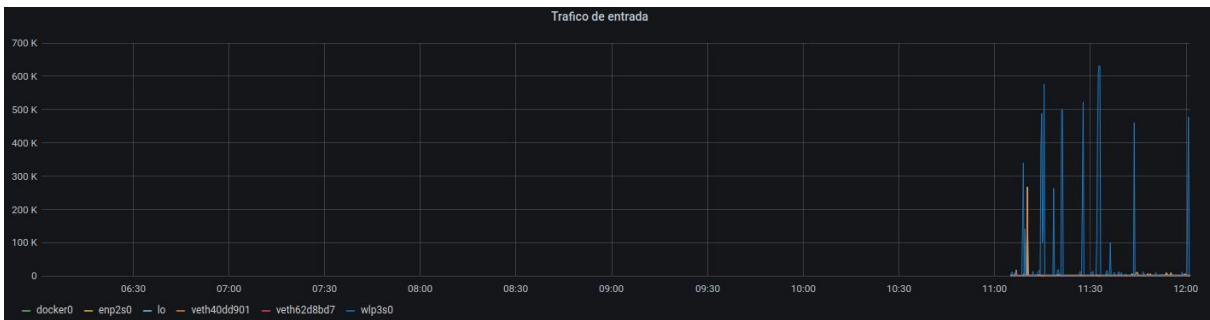 Trafico de entrada
700 K
600 K
500 K
400 K
300 K
200 K
100 K
0
06:30 07:00 07:30 08:00 08:30 09:00 09:30 10:00 10:30 11:00 11:30 12:00
docker0 enp2s0 lo veth40dd901 veth62d8bd7 wlp3s0